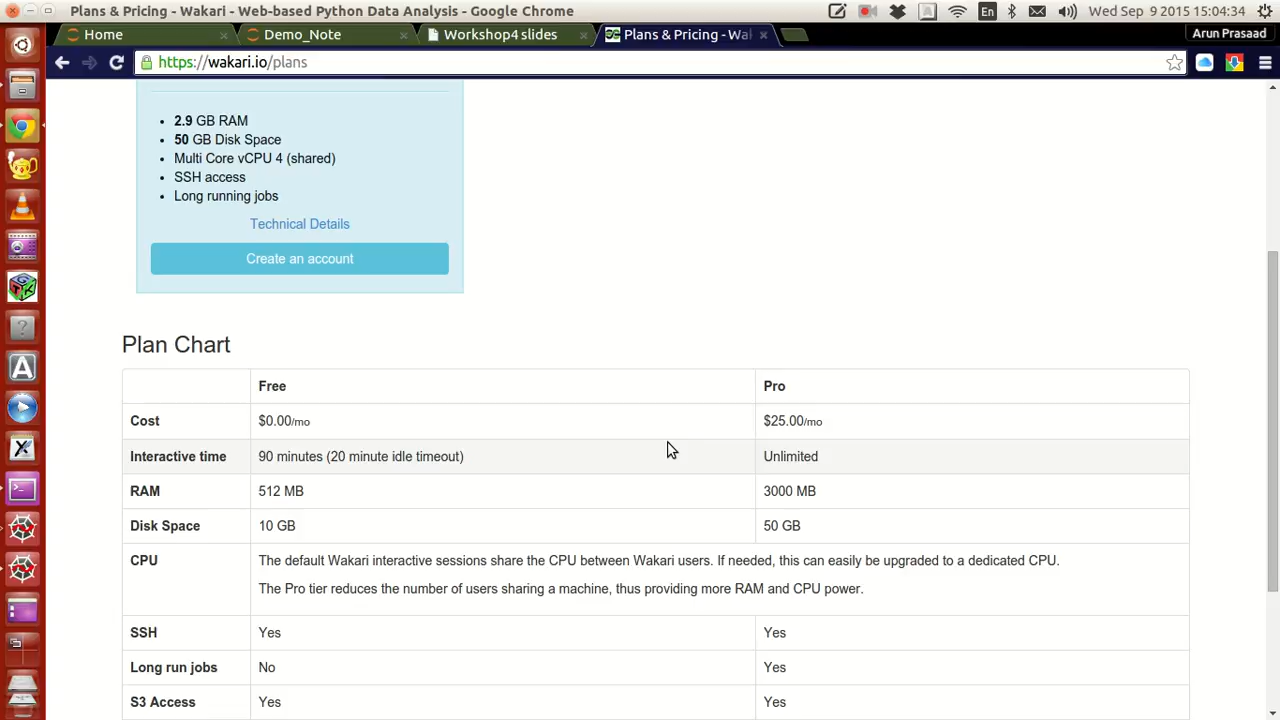 Plans & Pricing - Wakari - Web-based Python Data Analysis - Google Chrome
En
Wed Sep 9 2015 15:04:34
Home
Demo_Note
Workshop4 slides
Plans & Pricing - Wal
Arun Prasaad
https://wakari.io/plans
2.9 GB RAM
50 GB Disk Space
Multi Core vCPU 4 (shared)
SSH access
Long running jobs
Technical Details
Create an account
Plan Chart
Free Pro
Cost $0.00/mo $25.00/mo
Interactive time 90 minutes (20 minute idle timeout) Unlimited
RAM 512 MB 3000 MB
Disk Space 10 GB 50 GB
CPU The default Wakari interactive sessions share the CPU between Wakari users. If needed, this can easily be upgraded to a dedicated CPU.
The Pro tier reduces the number of users sharing a machine, thus providing more RAM and CPU power.
SSH Yes Yes
Long run jobs No Yes
S3 Access Yes Yes